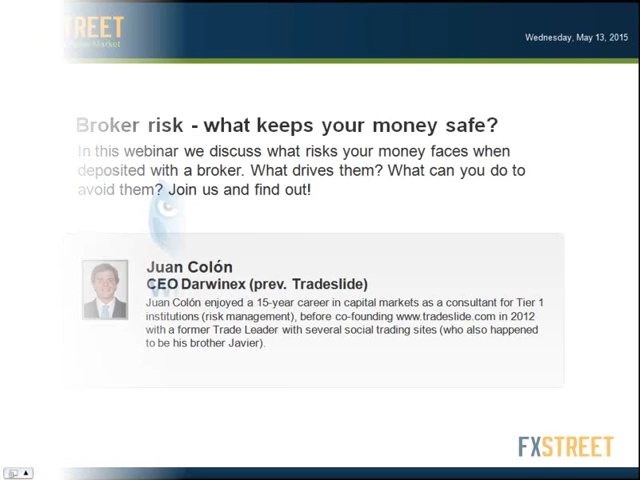 STREET
Market
Wednesday, May 13, 2015
Broker risk - what keeps your money safe?
In this webinar we discuss what risks your money faces when
deposited with a broker. What drives them? What can you do to
avoid them? Join us and find out!
Juan Colón
CEO Darwinex (prev. Tradeslide)
Juan Colón enjoyed a 15-year career in capital markets as a consultant for Tier 1
institutions (risk management), before co-founding www.tradeslide.com in 2012
with a former Trade Leader with several social trading sites (who also happened
to be his brother Javier).
FXSTREET